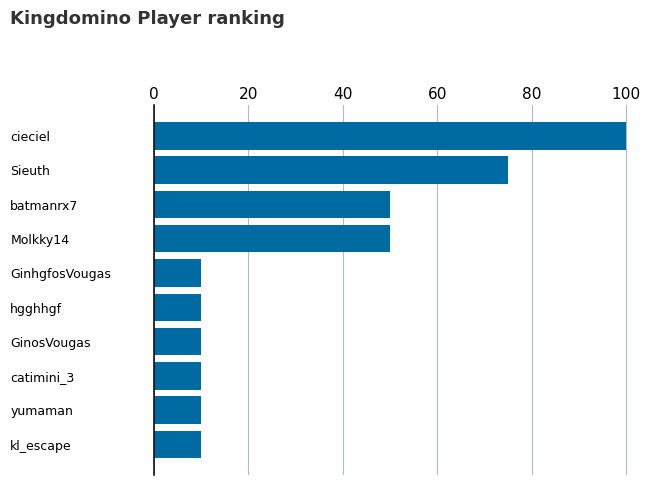 Kingdomino Player ranking
0 20 40 60 80 100
cieciel
Sieuth
batmanrx7
Molkky14
GinhgfosVougas
hgghhgf
GinosVougas
catimini_3
yumaman
kl_escape